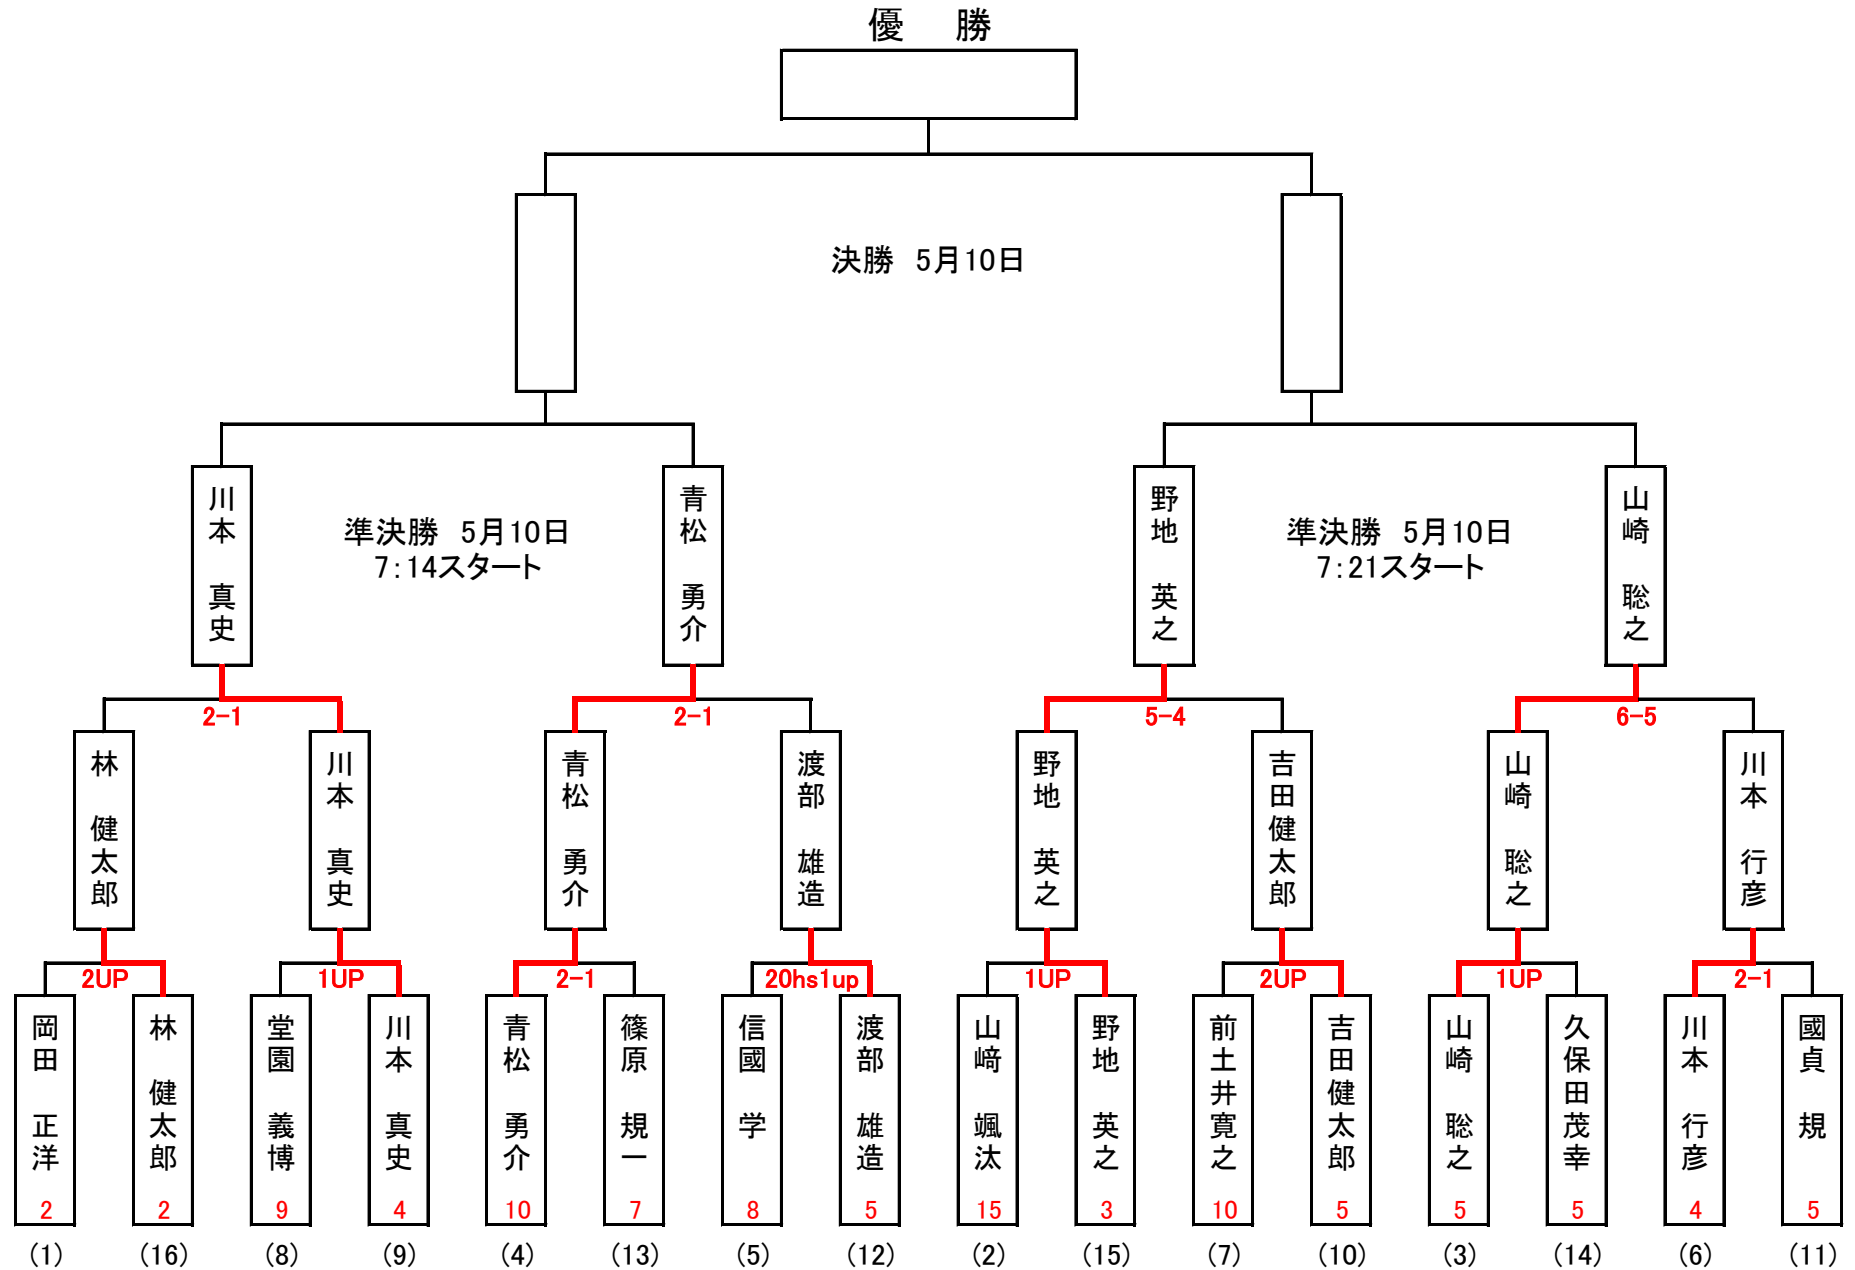 優 勝
決勝 5月10日
川本 真史
青松 勇介
野地 英之
山崎 聡之
準決勝 5月10日
7:14スタート
準決勝 5月10日
7:21スタート
2-1
2-1
5-4
6-5
林 健太郎
川本 真史
青松 勇介
渡部 雄造
野地 英之
吉田健太郎
山崎 聡之
川本 行彦
2UP
1UP
2-1
20hs1up
1UP
2UP
1UP
2-1
岡田 正洋
林 健太郎
堂園 義博
川本 真史
青松 勇介
篠原 規一
信國 学
渡部 雄造
山﨑 颯汰
野地 英之
前土井寛之
吉田健太郎
山崎 聡之
久保田茂幸
川本 行彦
國貞 規
2 2 9 4 10 7 8 5 15 3 10 5 5 5 4 5
(1) (16) (8) (9) (4) (13) (5) (12) (2) (15) (7) (10) (3) (14) (6) (11)